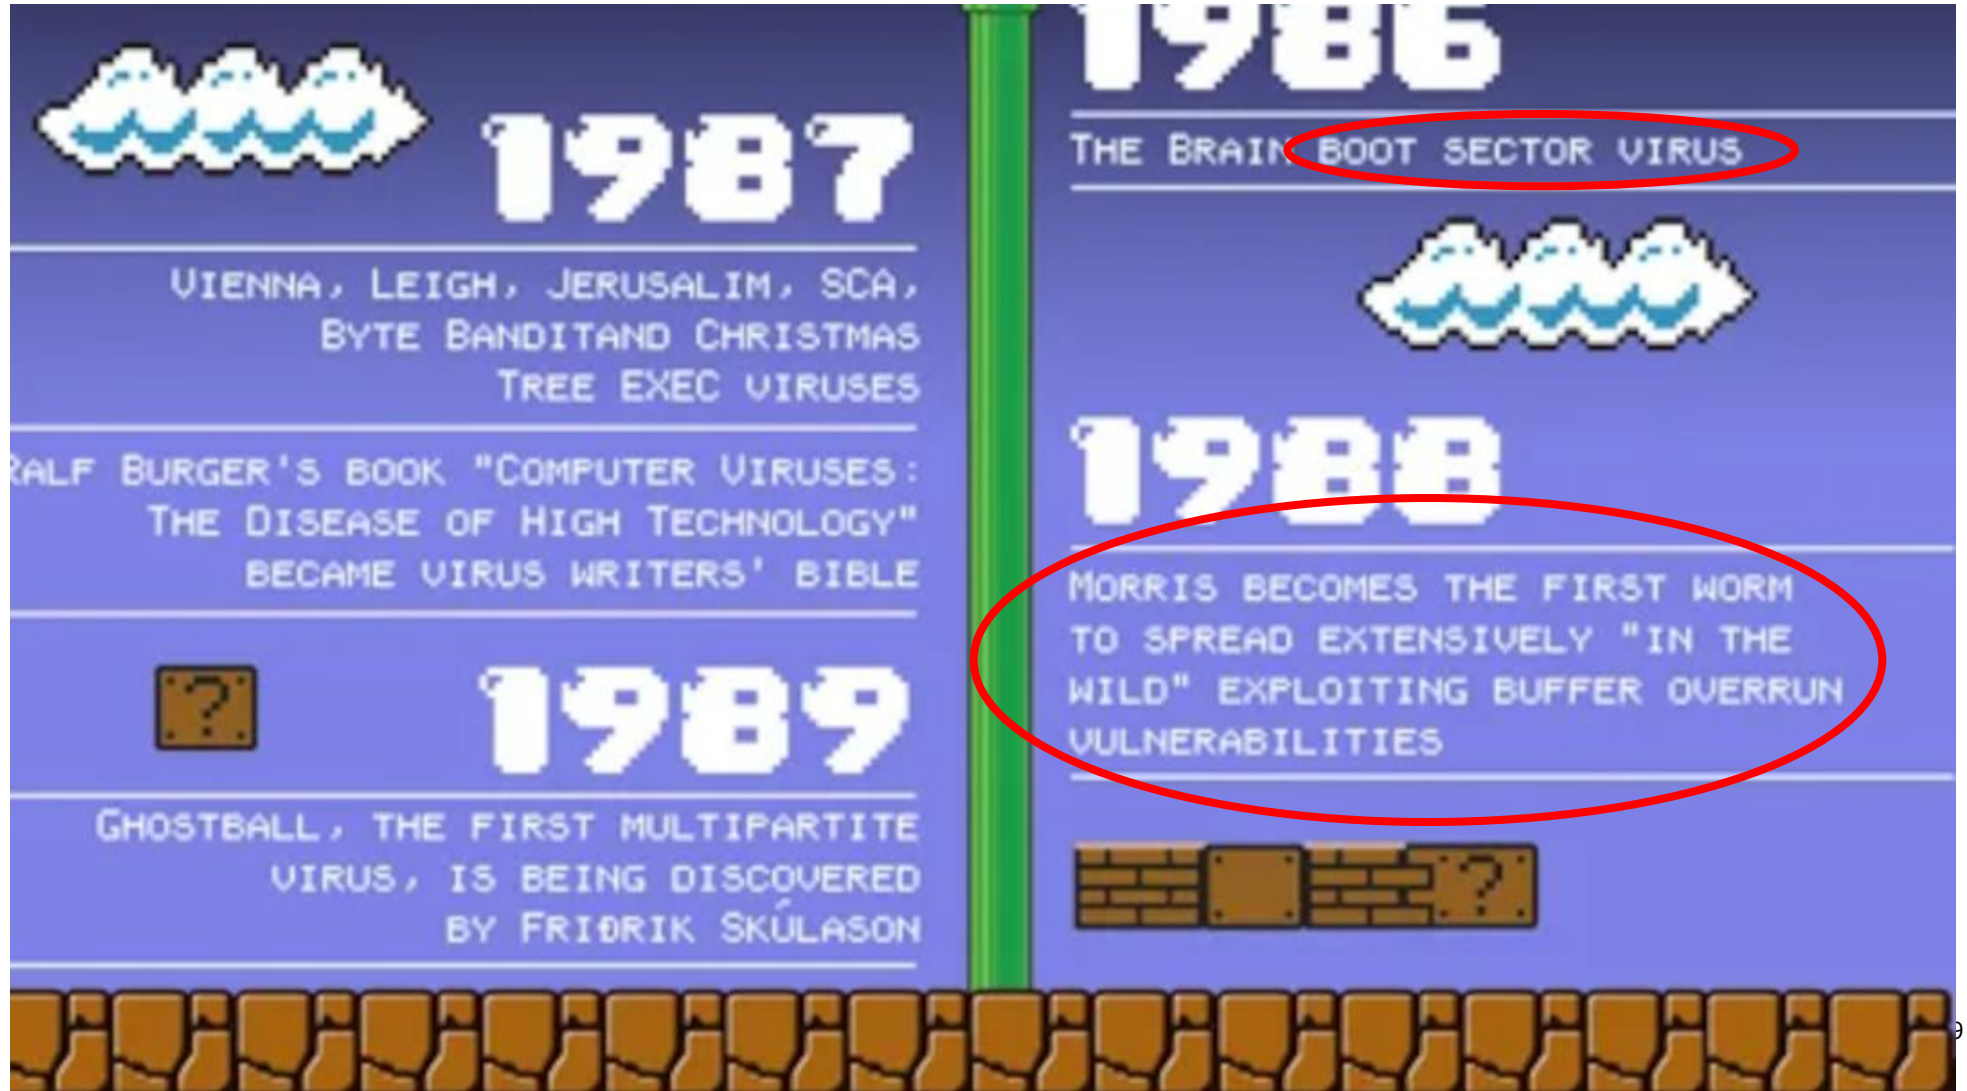 1986
THE BRAIN BOOT SECTOR VIRUS
1987
VIENNA, LEIGH, JERUSALIM, SCA,
BYTE BANDITAND CHRISTMAS
TREE EXEC VIRUSES
RALF BURGER'S BOOK "COMPUTER VIRUSES:
THE DISEASE OF HIGH TECHNOLOGY"
BECAME VIRUS WRITERS' BIBLE
1988
MORRIS BECOMES THE FIRST WORM
TO SPREAD EXTENSIVELY "IN THE
WILD" EXPLOITING BUFFER OVERRUN
VULNERABILITIES
?
1989
GHOSTBALL, THE FIRST MULTIPARTITE
VIRUS, IS BEING DISCOVERED
BY FRIÐRIK SKÚLASON
?
9